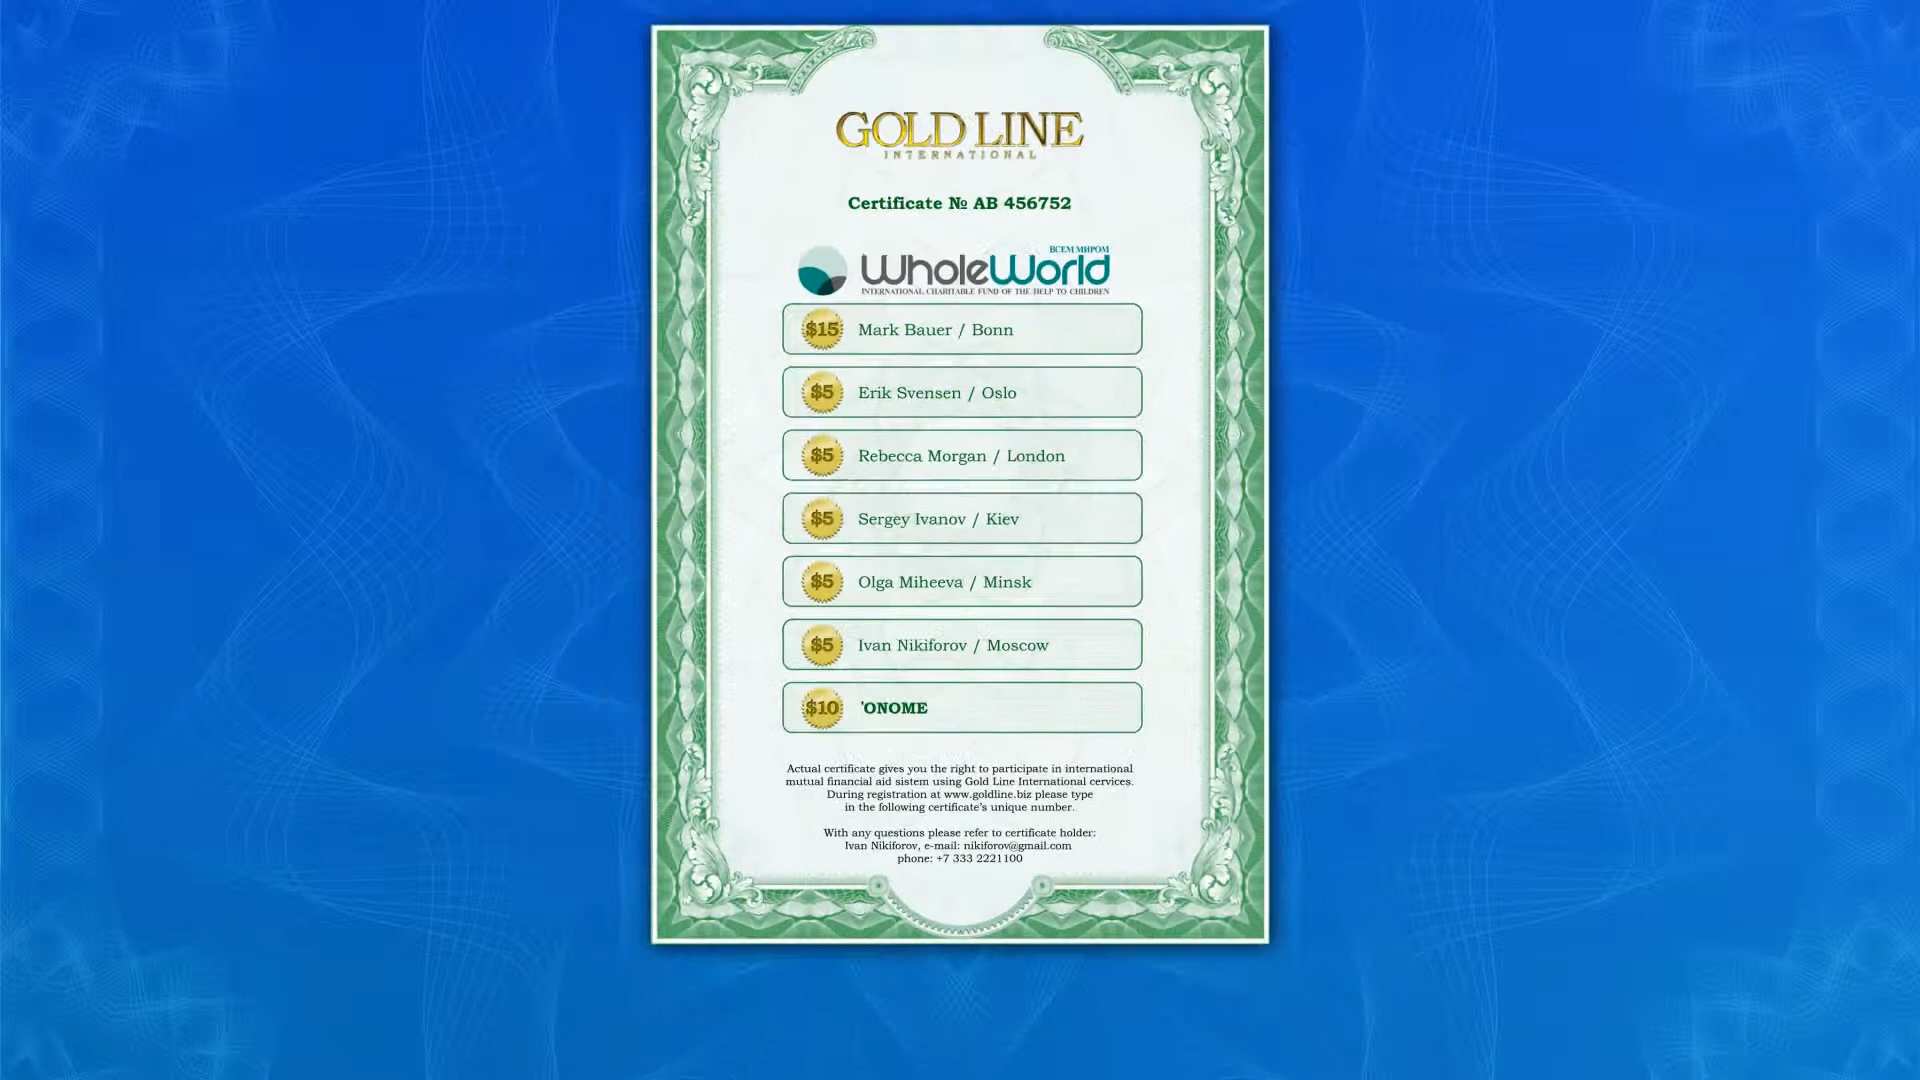 GOLD LINE
INTERNATIONAL
Certificate № AB 456752
ВСЕМ МИРОМ
WholeWorld
INTERNATIONAL CHARITABLE FUND OF THE HELP TO CHILDREN
$15 Mark Bauer / Bonn
$5 Erik Svensen / Oslo
$5 Rebecca Morgan / London
$5 Sergey Ivanov / Kiev
$5 Olga Miheeva / Minsk
$5 Ivan Nikiforov / Moscow
$10 'ONOME
Actual certificate gives you the right to participate in international
mutual financial aid sistem using Gold Line International cervices.
During registration at www.goldline.biz please type
in the following certificate's unique number.
With any questions please refer to certificate holder:
Ivan Nikiforov, e-mail: nikiforov@gmail.com
phone: +7 333 2221100